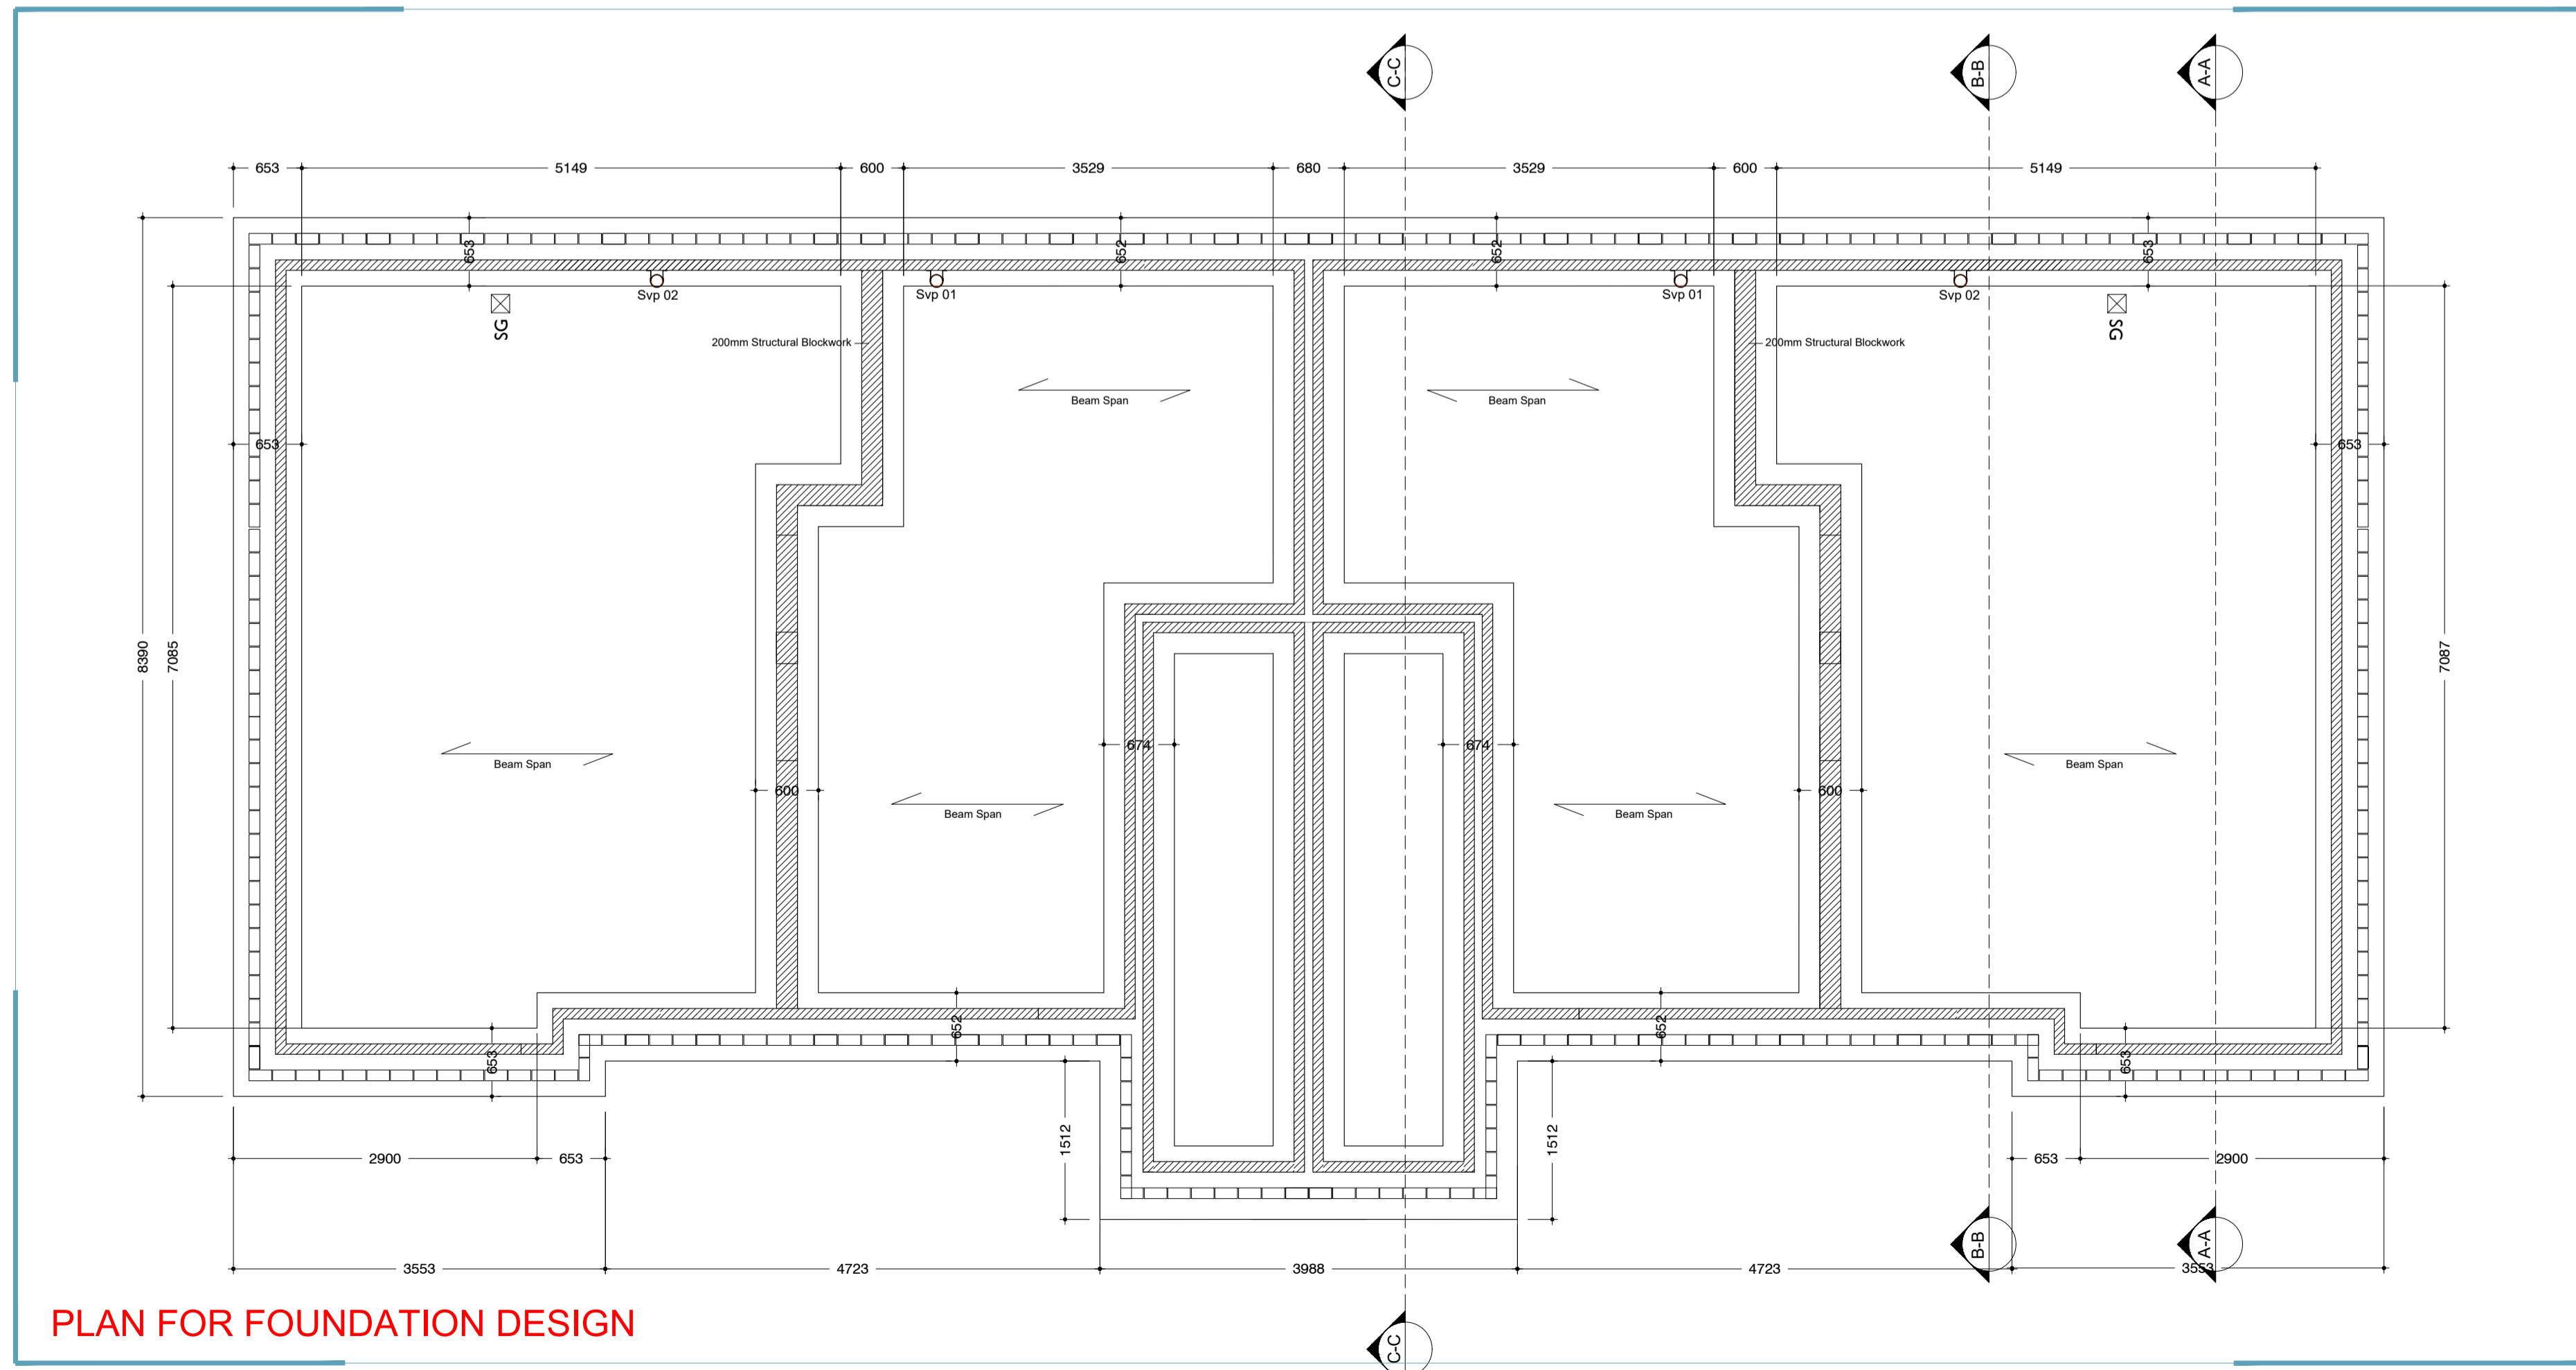 C-C
B-B
A-A
653
5149
600
3529
680
3529
600
5149
653
652
652
653
Svp 02
Svp 01
Svp 01
Svp 02
SG
SG
200mm Structural Blockwork
200mm Structural Blockwork
Beam Span
Beam Span
653
653
8390
7085
7087
674
674
Beam Span
Beam Span
600
600
Beam Span
Beam Span
652
652
653
653
1512
1512
2900
653
653
2900
B-B
A-A
3553
4723
3988
4723
3553
PLAN FOR FOUNDATION DESIGN
C-C